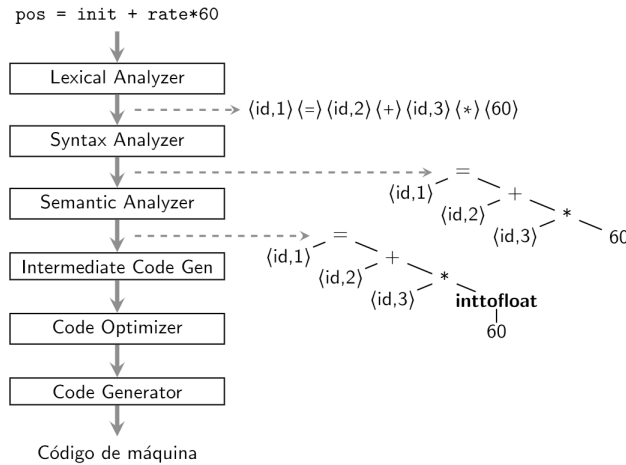 pos = init + rate*60
Lexical Analyzer
⟨id,1⟩ ⟨=⟩ ⟨id,2⟩ ⟨+⟩ ⟨id,3⟩ ⟨*⟩ ⟨60⟩
Syntax Analyzer
=
⟨id,1⟩
+
⟨id,2⟩
*
⟨id,3⟩
60
Semantic Analyzer
=
⟨id,1⟩
+
⟨id,2⟩
*
⟨id,3⟩
inttofloat
60
Intermediate Code Gen
Code Optimizer
Code Generator
Código de máquina